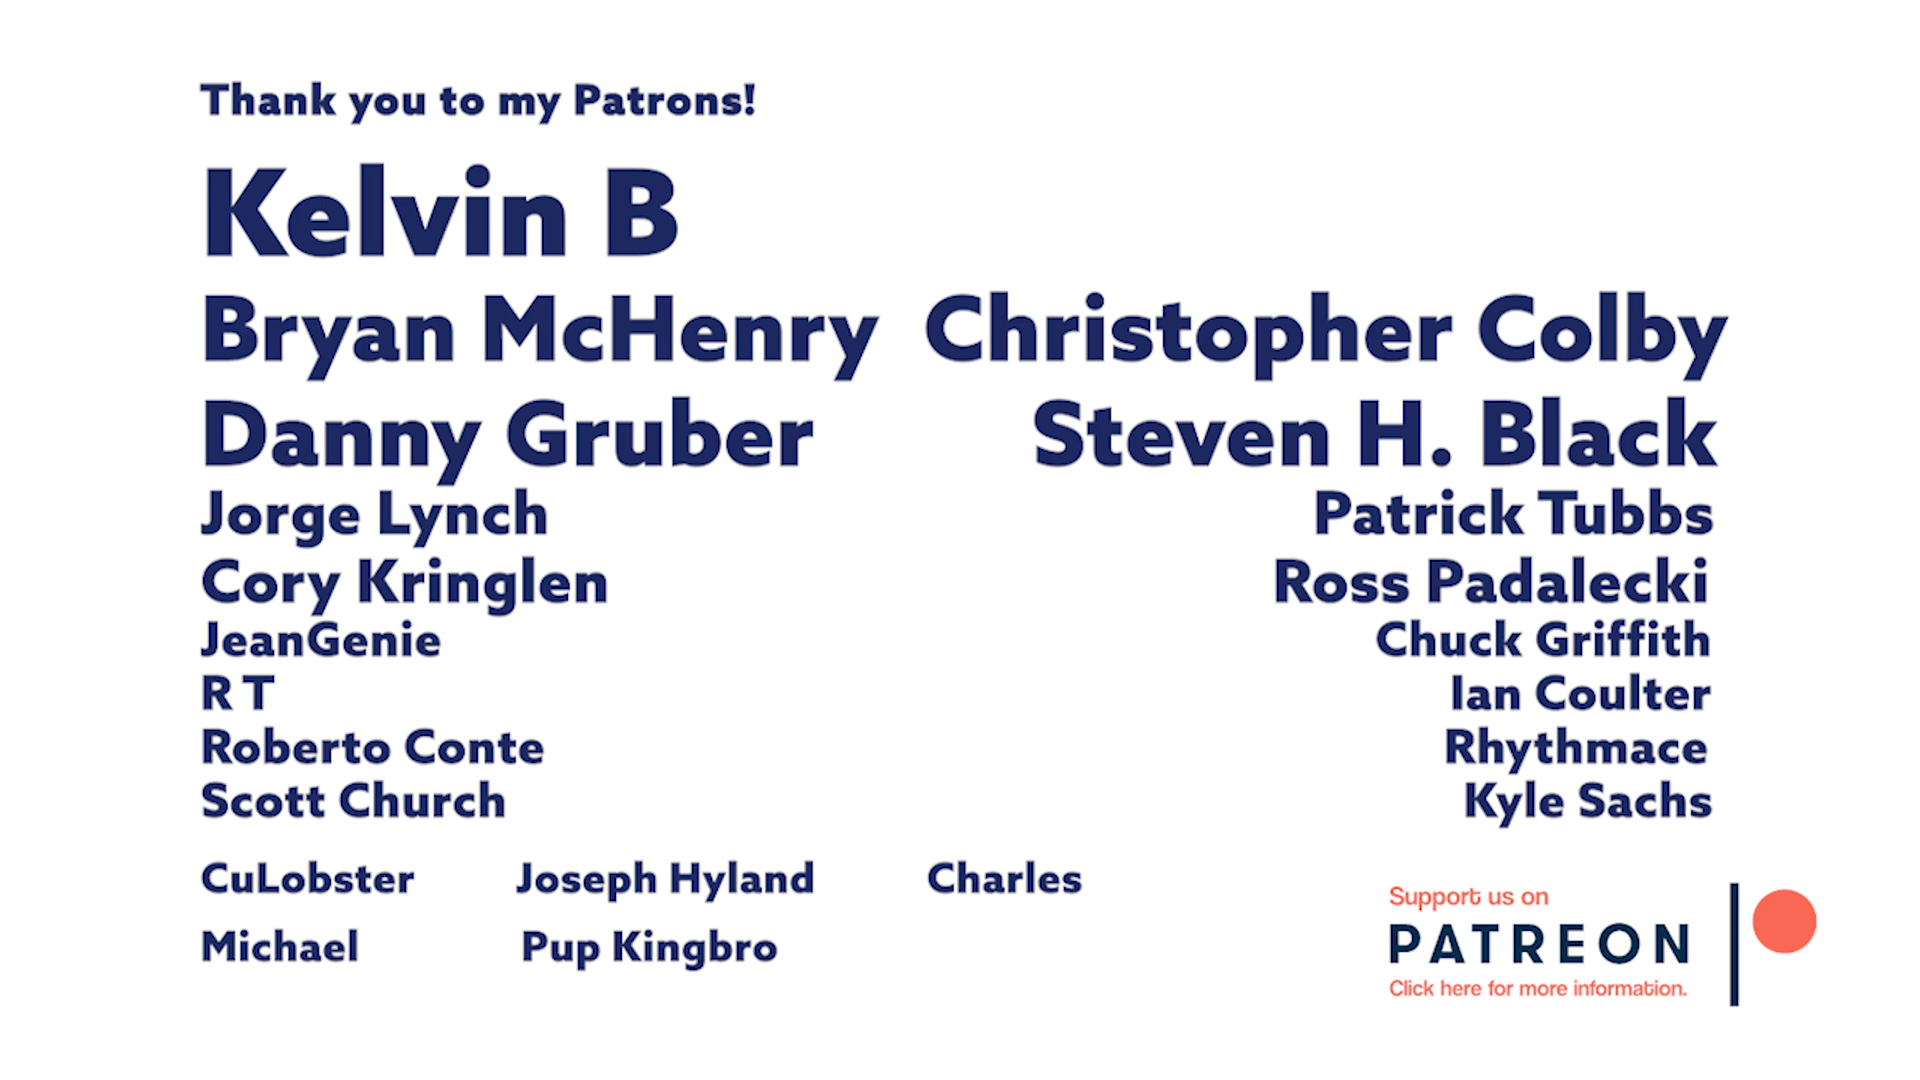 Thank you to my Patrons!
Kelvin B
Bryan McHenry Christopher Colby
Danny Gruber Steven H. Black
Jorge Lynch Patrick Tubbs
Cory Kringlen Ross Padalecki
JeanGenie Chuck Griffith
R T Ian Coulter
Roberto Conte Rhythmace
Scott Church Kyle Sachs
CuLobster Joseph Hyland Charles
Michael Pup Kingbro
Support us on
PATREON
Click here for more information.